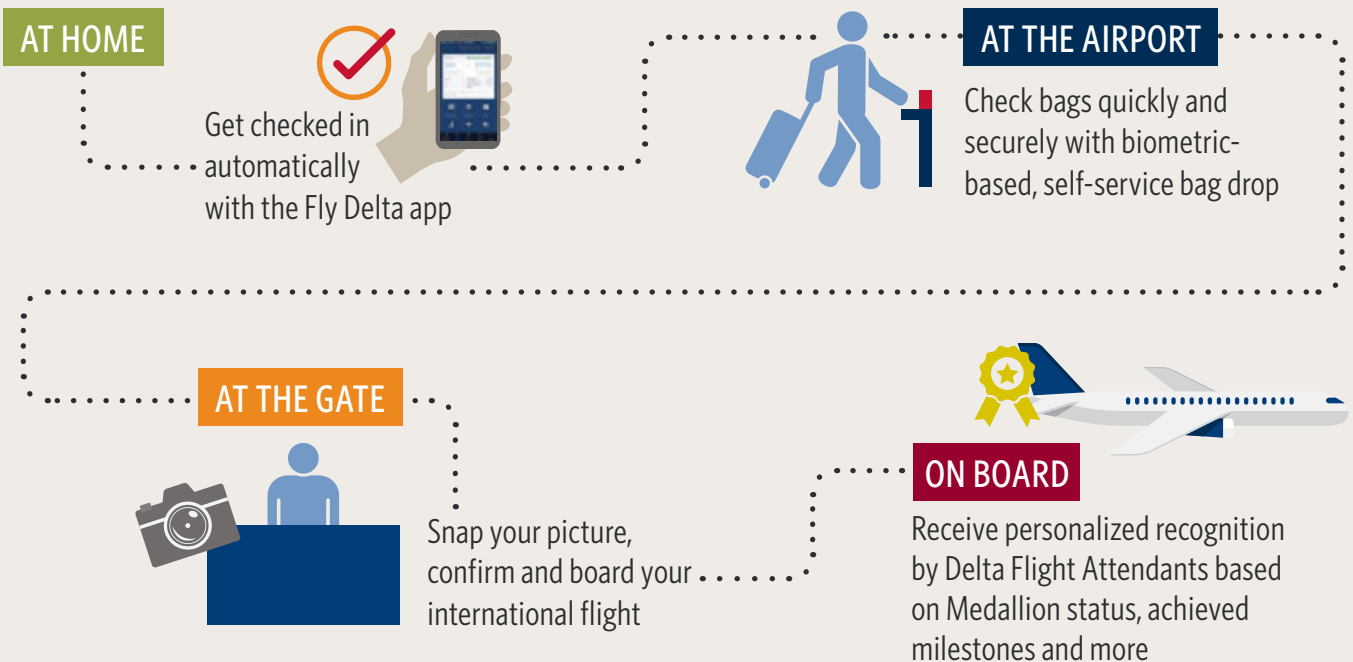 AT HOME
Get checked in
automatically
with the Fly Delta app
AT THE AIRPORT
Check bags quickly and
securely with biometric-
based, self-service bag drop
AT THE GATE
Snap your picture,
confirm and board your
international flight
ON BOARD
Receive personalized recognition
by Delta Flight Attendants based
on Medallion status, achieved
milestones and more